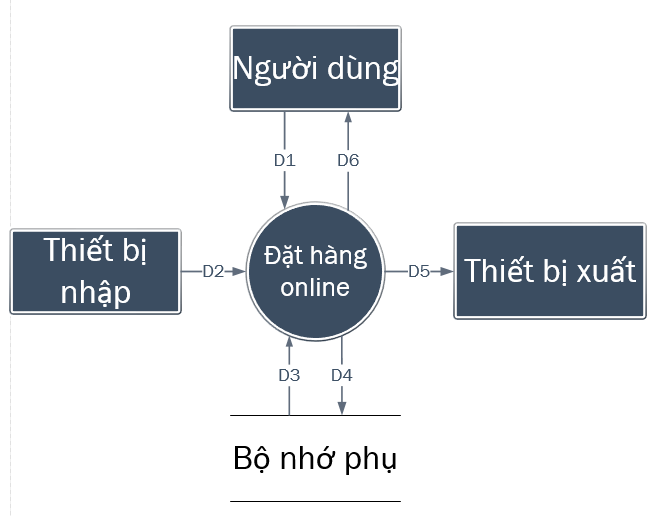 Người dùng
D1
D6
Thiết bị
nhập
D2
Đặt hàng
online
D5
Thiết bị xuất
D3
D4
Bộ nhớ phụ